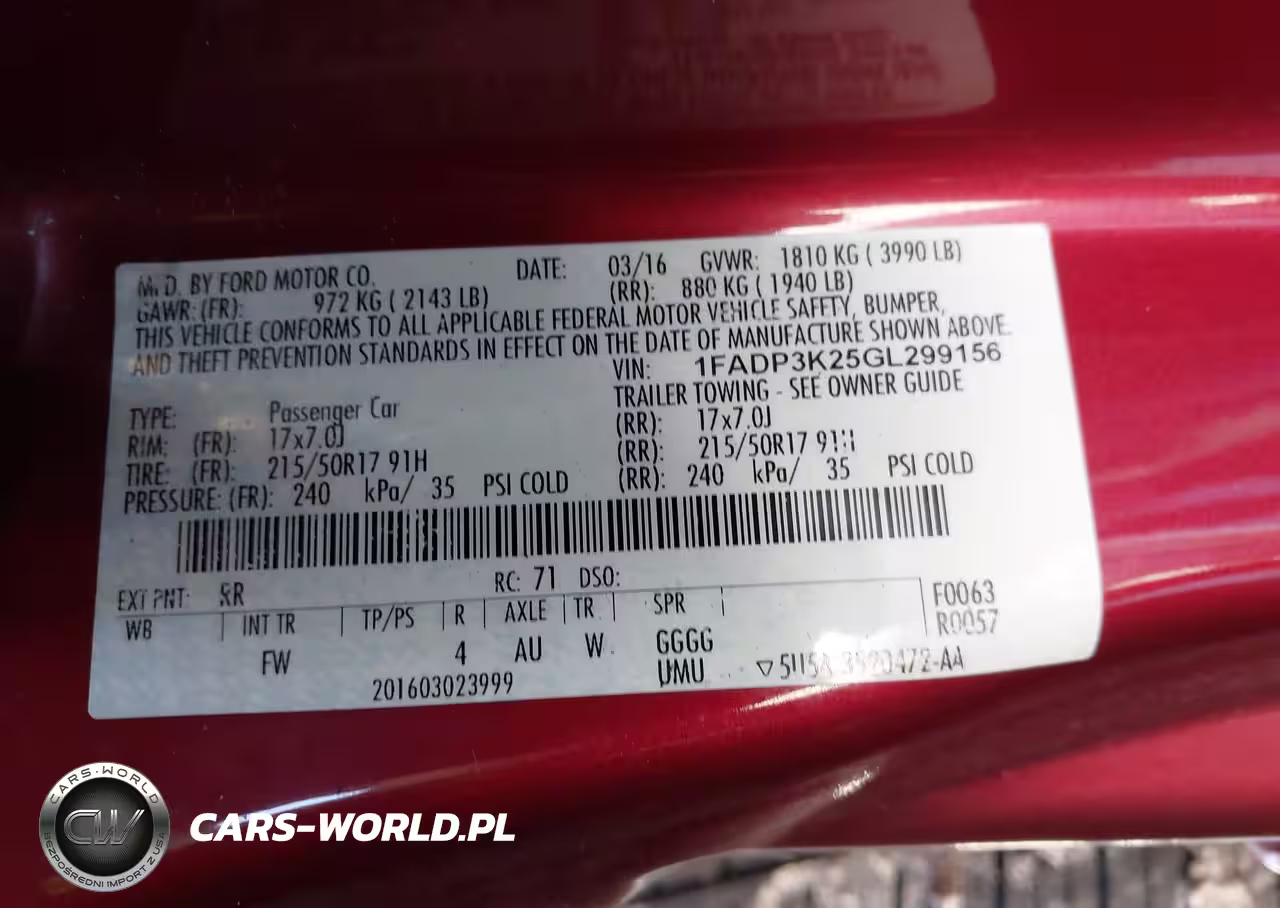 MFD. BY FORD MOTOR CO. DATE: 03/16 GVWR: 1810 KG ( 3990 LB)
GAWR: (FR): 972 KG ( 2143 LB) (RR): 880 KG ( 1940 LB)
THIS VEHICLE CONFORMS TO ALL APPLICABLE FEDERAL MOTOR VEHICLE SAFETY, BUMPER,
AND THEFT PREVENTION STANDARDS IN EFFECT ON THE DATE OF MANUFACTURE SHOWN ABOVE.
VIN: 1FADP3K25GL299156
TRAILER TOWING - SEE OWNER GUIDE
TYPE: Passenger Car
RIM: (FR): 17x7.0J (RR): 17x7.0J
TIRE: (FR): 215/50R17 91H (RR): 215/50R17 91H
PRESSURE: (FR): 240 kPa/ 35 PSI COLD (RR): 240 kPa/ 35 PSI COLD
EXT PNT: RR RC: 71 DSO:
WB INT TR TP/PS R AXLE TR SPR F0063
R0057
FW 4 AU W GGGG
201603023999 UMU
CARS-WORLD
CW
BEZPOŚREDNI IMPORT Z USA
CARS-WORLD.PL